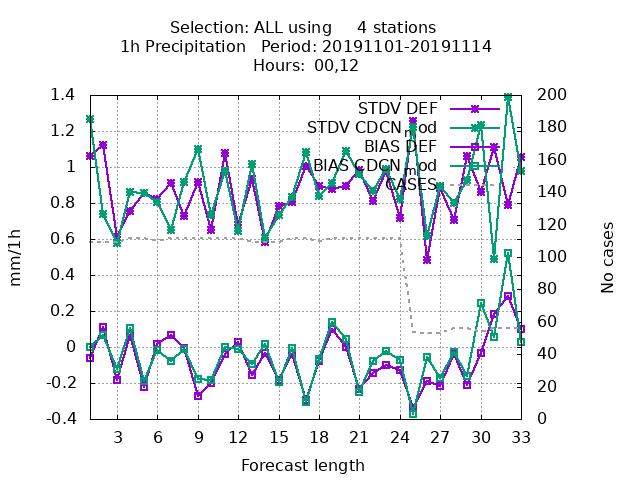 Selection: ALL using     4 stations
1h Precipitation   Period: 20191101-20191114
Hours:  00,12
STDV DEF
STDV CDCN_mod
BIAS DEF
BIAS CDCN_mod
CASES
1.4
1.2
1
0.8
0.6
0.4
0.2
0
-0.2
-0.4
mm/1h
200
180
160
140
120
100
80
60
40
20
0
No cases
3 6 9 12 15 18 21 24 27 30 33
Forecast length